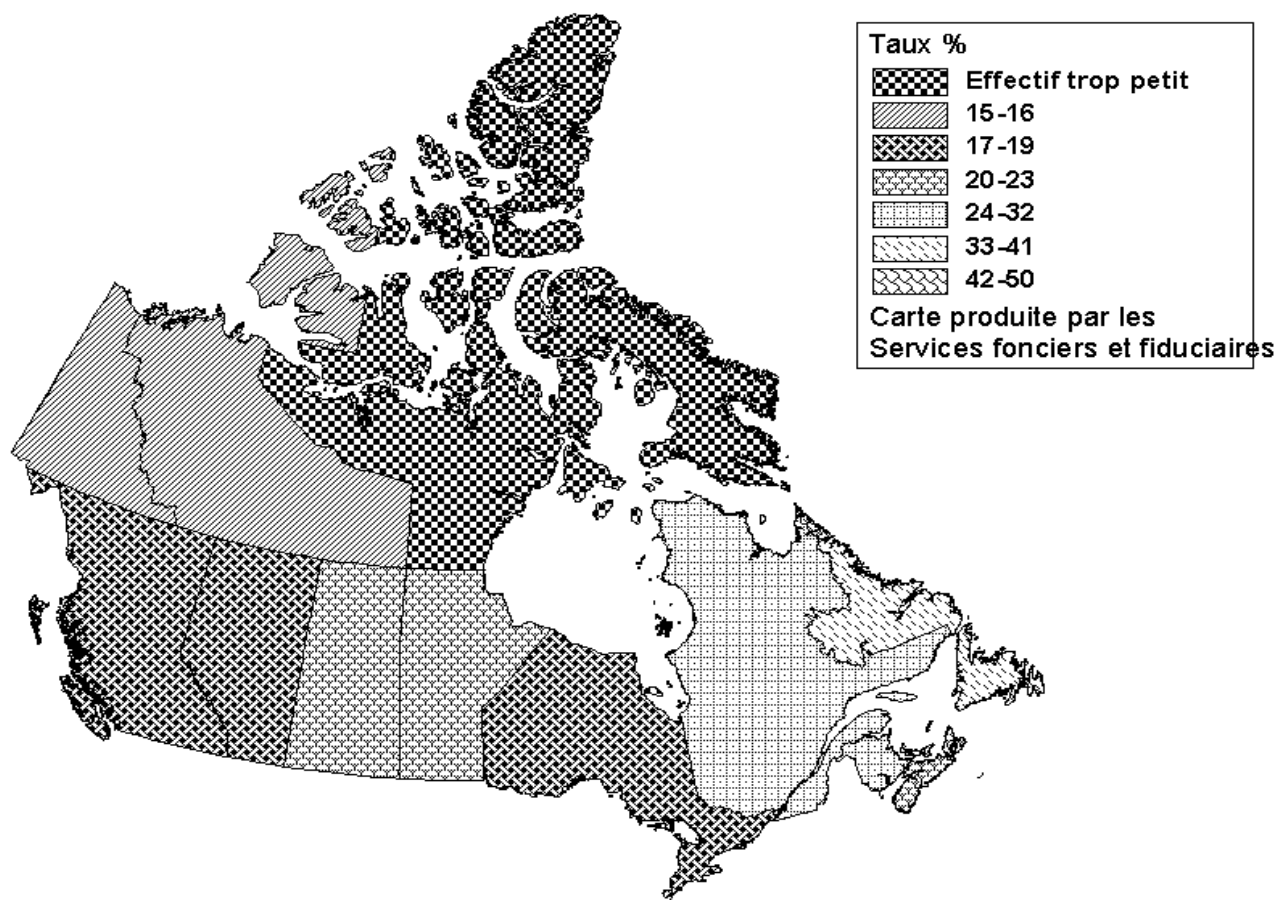 Taux %
Effectif trop petit
15-16
17-19
20-23
24-32
33-41
42-50
Carte produite par les
Services fonciers et fiduciaires